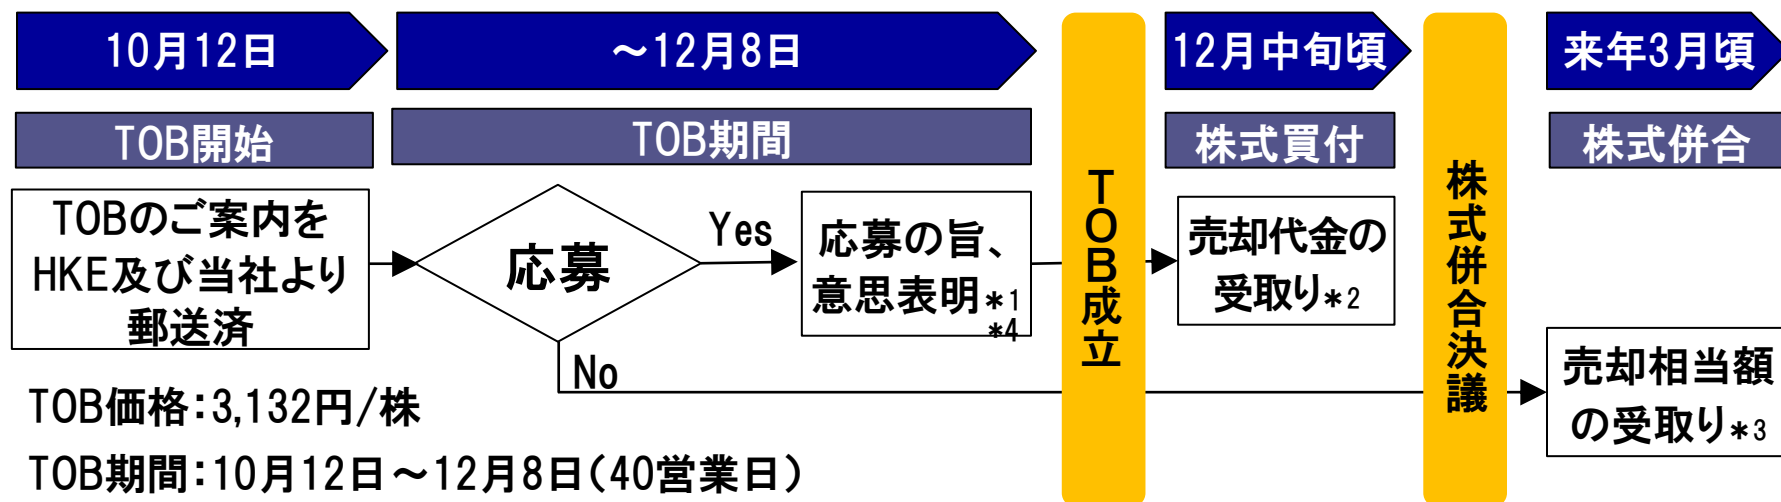 10月12日
～12月8日
12月中旬頃
来年3月頃
TOB開始
TOB期間
株式買付
株式併合
TOBのご案内を
HKE及び当社より
郵送済
応募
Yes
No
応募の旨、
意思表明*1
*4
TOB成立
売却代金の
受取り*2
株式併合決議
売却相当額
の受取り*3
TOB価格：3,132円/株
TOB期間：10月12日～12月8日（40営業日）